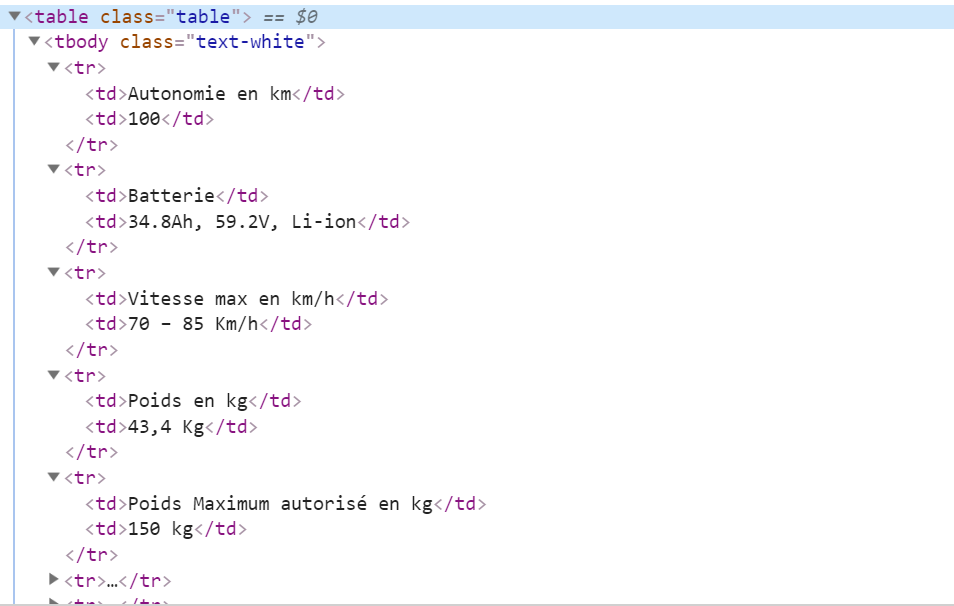 <table class="table"> == $0
<tbody class="text-white">
<tr>
<td>Autonomie en km</td>
<td>100</td>
</tr>
<tr>
<td>Batterie</td>
<td>34.8Ah, 59.2V, Li-ion</td>
</tr>
<tr>
<td>Vitesse max en km/h</td>
<td>70 – 85 Km/h</td>
</tr>
<tr>
<td>Poids en kg</td>
<td>43,4 Kg</td>
</tr>
<tr>
<td>Poids Maximum autorisé en kg</td>
<td>150 kg</td>
</tr>
<tr>…</tr>